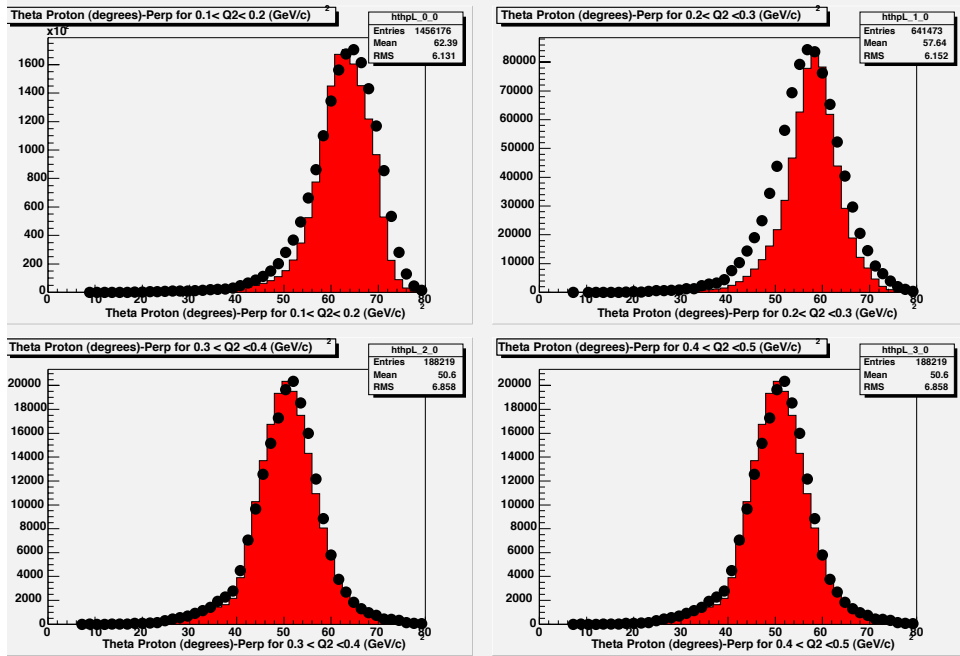 Theta Proton (degrees)-Perp for 0.1< Q2< 0.2 (GeV/c) 2
hthpL_0_0
Entries 1456176
Mean 62.39
RMS 6.131
x10
1600
1400
1200
1000
800
600
400
200
0
0 10 20 30 40 50 60 70 80
Theta Proton (degrees)-Perp for 0.1< Q2< 0.2 (GeV/c) 2
Theta Proton (degrees)-Perp for 0.2< Q2 <0.3 (GeV/c) 2
hthpL_1_0
Entries 641473
Mean 57.64
RMS 6.152
80000
70000
60000
50000
40000
30000
20000
10000
0
0 10 20 30 40 50 60 70 80
Theta Proton (degrees)-Perp for 0.2< Q2 <0.3 (GeV/c) 2
Theta Proton (degrees)-Perp for 0.3 < Q2 <0.4 (GeV/c) 2
hthpL_2_0
Entries 188219
Mean 50.6
RMS 6.858
20000
18000
16000
14000
12000
10000
8000
6000
4000
2000
0
0 10 20 30 40 50 60 70 80
Theta Proton (degrees)-Perp for 0.3 < Q2 <0.4 (GeV/c) 2
Theta Proton (degrees)-Perp for 0.4 < Q2 <0.5 (GeV/c) 2
hthpL_3_0
Entries 188219
Mean 50.6
RMS 6.858
20000
18000
16000
14000
12000
10000
8000
6000
4000
2000
0
0 10 20 30 40 50 60 70 80
Theta Proton (degrees)-Perp for 0.4 < Q2 <0.5 (GeV/c) 2